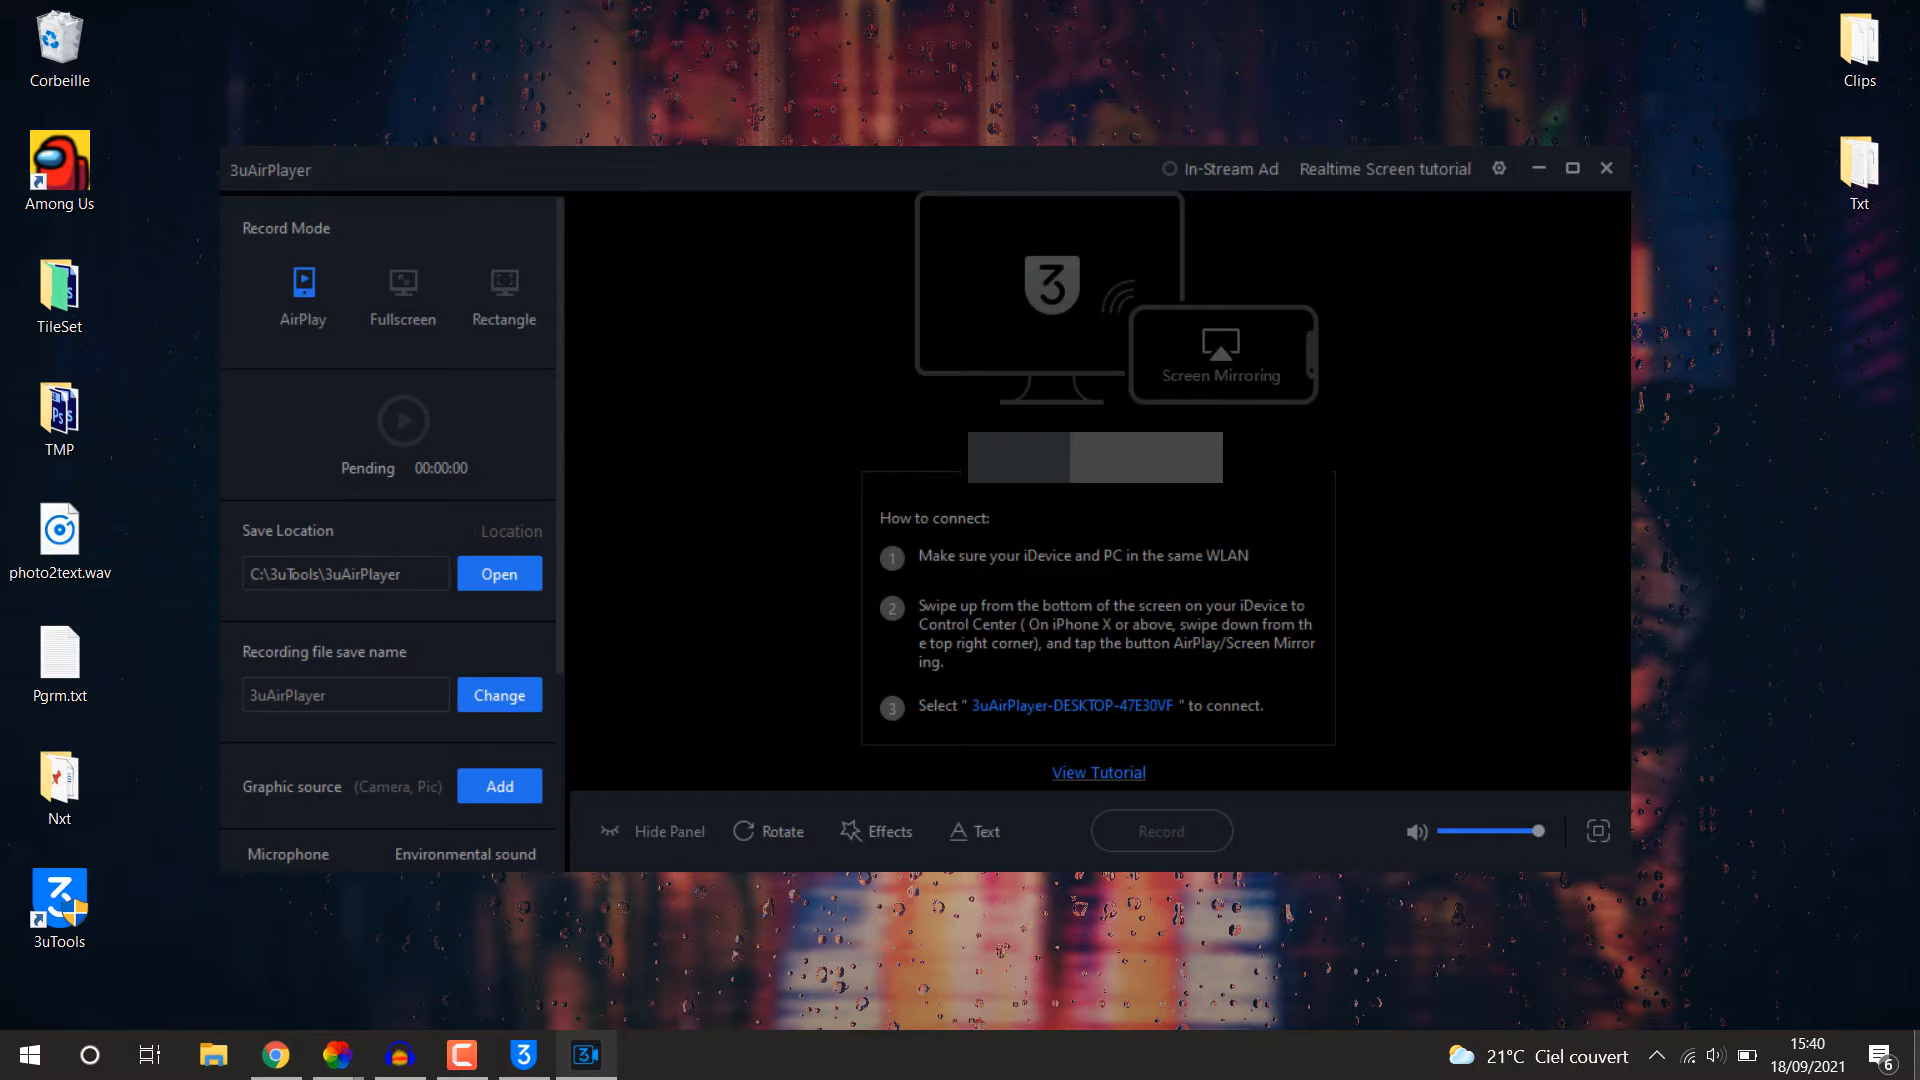 Corbeille
Among Us
TileSet
TMP
photo2text.wav
Pgrm.txt
Nxt
3uTools
Clips
Txt
3uAirPlayer
In-Stream Ad
Realtime Screen tutorial
Record Mode
AirPlay
Fullscreen
Rectangle
Pending 00:00:00
Save Location
Location
C:\3uTools\3uAirPlayer
Open
Recording file save name
3uAirPlayer
Change
Graphic source (Camera, Pic)
Add
Microphone
Environmental sound
3
Screen Mirroring
How to connect:
1 Make sure your iDevice and PC in the same WLAN
2 Swipe up from the bottom of the screen on your iDevice to
Control Center ( On iPhone X or above, swipe down from th
e top right corner), and tap the button AirPlay/Screen Mirror
ing.
3 Select " 3uAirPlayer-DESKTOP-47E30VF " to connect.
View Tutorial
Hide Panel
Rotate
Effects
Text
Record
21°C Ciel couvert
15:40
18/09/2021
6